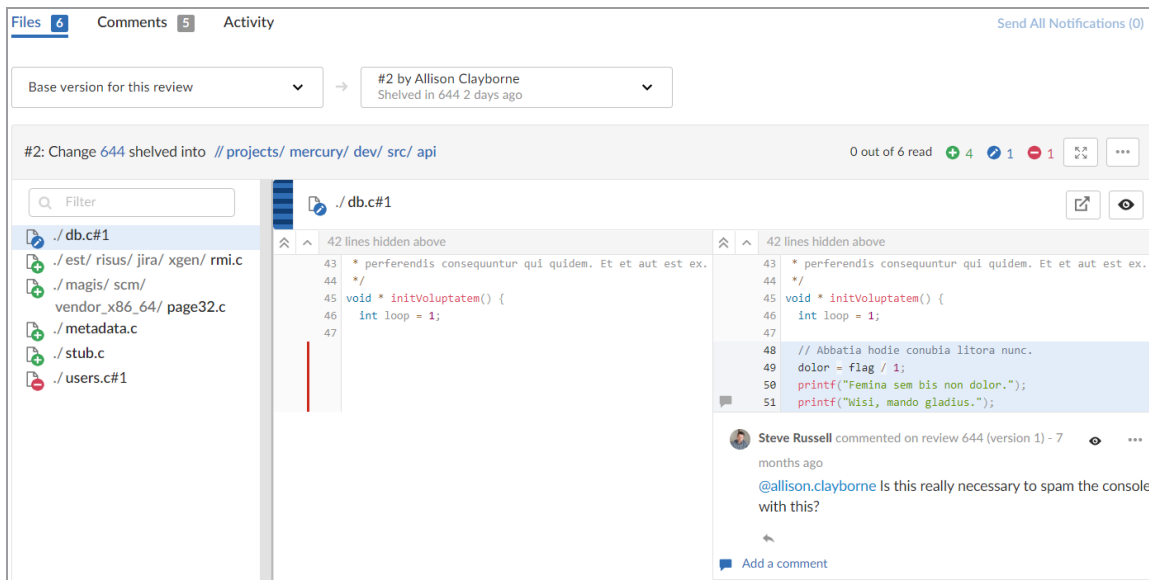 Files 6 Comments 5 Activity Send All Notifications (0)
Base version for this review
#2 by Allison Clayborne
Shelved in 644 2 days ago
#2: Change 644 shelved into // projects/ mercury/ dev/ src/ api 0 out of 6 read 4 1 1
Filter
./ db.c#1
./ est/ risus/ jira/ xgen/ rmi.c
./ magis/ scm/
vendor_x86_64/ page32.c
./ metadata.c
./ stub.c
./ users.c#1
./ db.c#1
42 lines hidden above
43 * perferendis consequuntur qui quidem. Et et aut est ex.
44 */
45 void * initVoluptatem() {
46 int loop = 1;
47
42 lines hidden above
43 * perferendis consequuntur qui quidem. Et et aut est ex.
44 */
45 void * initVoluptatem() {
46 int loop = 1;
47
48 // Abbatia hodie conubia litora nunc.
49 dolor = flag / 1;
50 printf("Femina sem bis non dolor.");
51 printf("Wisi, mando gladius.");
Steve Russell commented on review 644 (version 1) - 7
months ago
@allison.clayborne Is this really necessary to spam the console
with this?
Add a comment